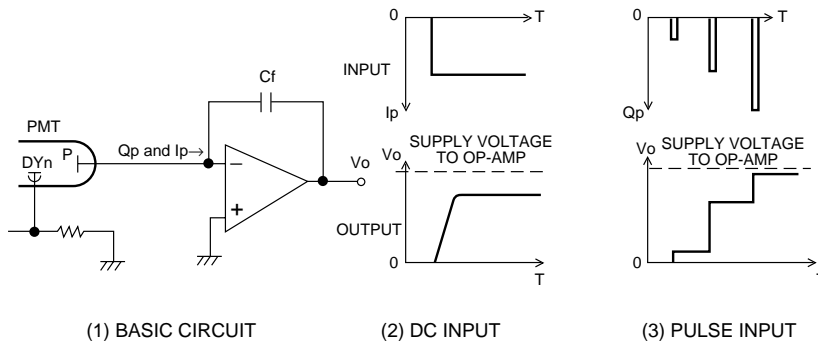 PMT
DYn
P
Qp and Ip→
Cf
−
+
Vo
0
T
INPUT
Ip
SUPPLY VOLTAGE
TO OP-AMP
Vo
OUTPUT
0
T
0
T
Qp
SUPPLY VOLTAGE
TO OP-AMP
Vo
0
(1) BASIC CIRCUIT
(2) DC INPUT
(3) PULSE INPUT